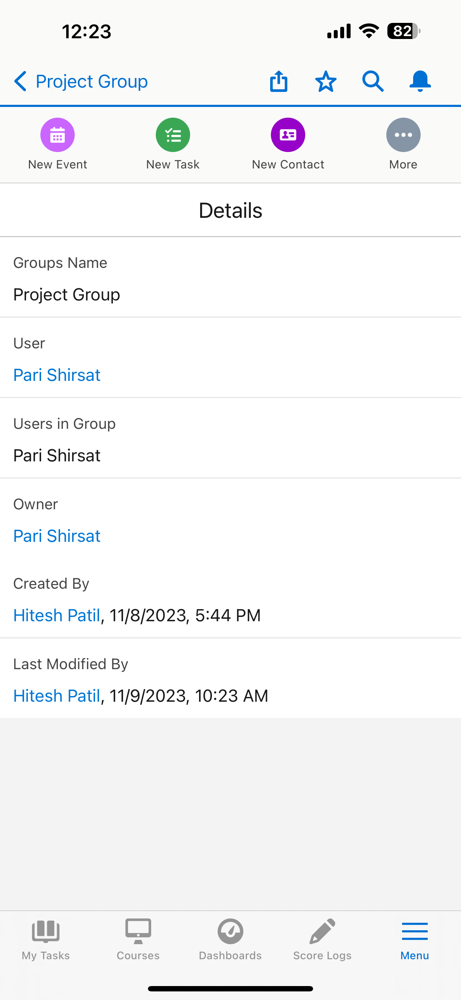 12:23
82
Project Group
New Event
New Task
New Contact
More
Details
Groups Name
Project Group
User
Pari Shirsat
Users in Group
Pari Shirsat
Owner
Pari Shirsat
Created By
Hitesh Patil, 11/8/2023, 5:44 PM
Last Modified By
Hitesh Patil, 11/9/2023, 10:23 AM
My Tasks
Courses
Dashboards
Score Logs
Menu